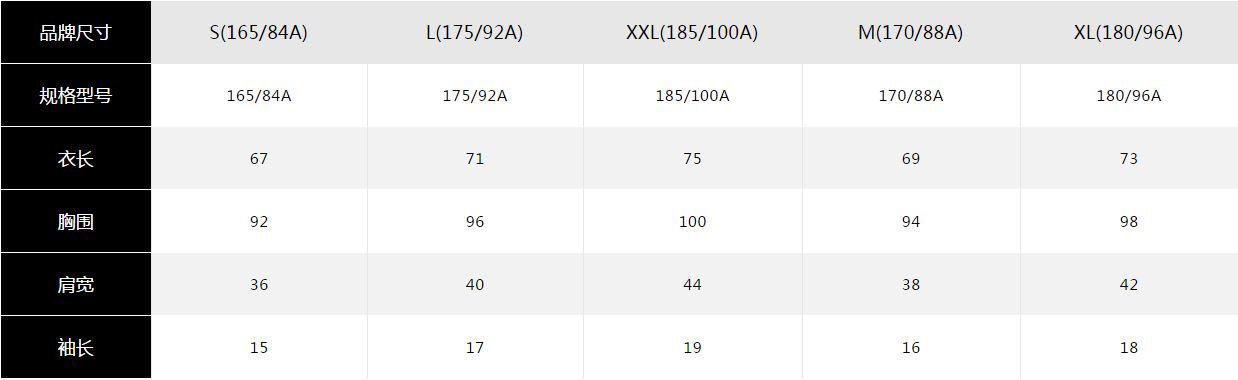 品牌尺寸 S(165/84A) L(175/92A) XXL(185/100A) M(170/88A) XL(180/96A)
规格型号 165/84A 175/92A 185/100A 170/88A 180/96A
衣长 67 71 75 69 73
胸围 92 96 100 94 98
肩宽 36 40 44 38 42
袖长 15 17 19 16 18